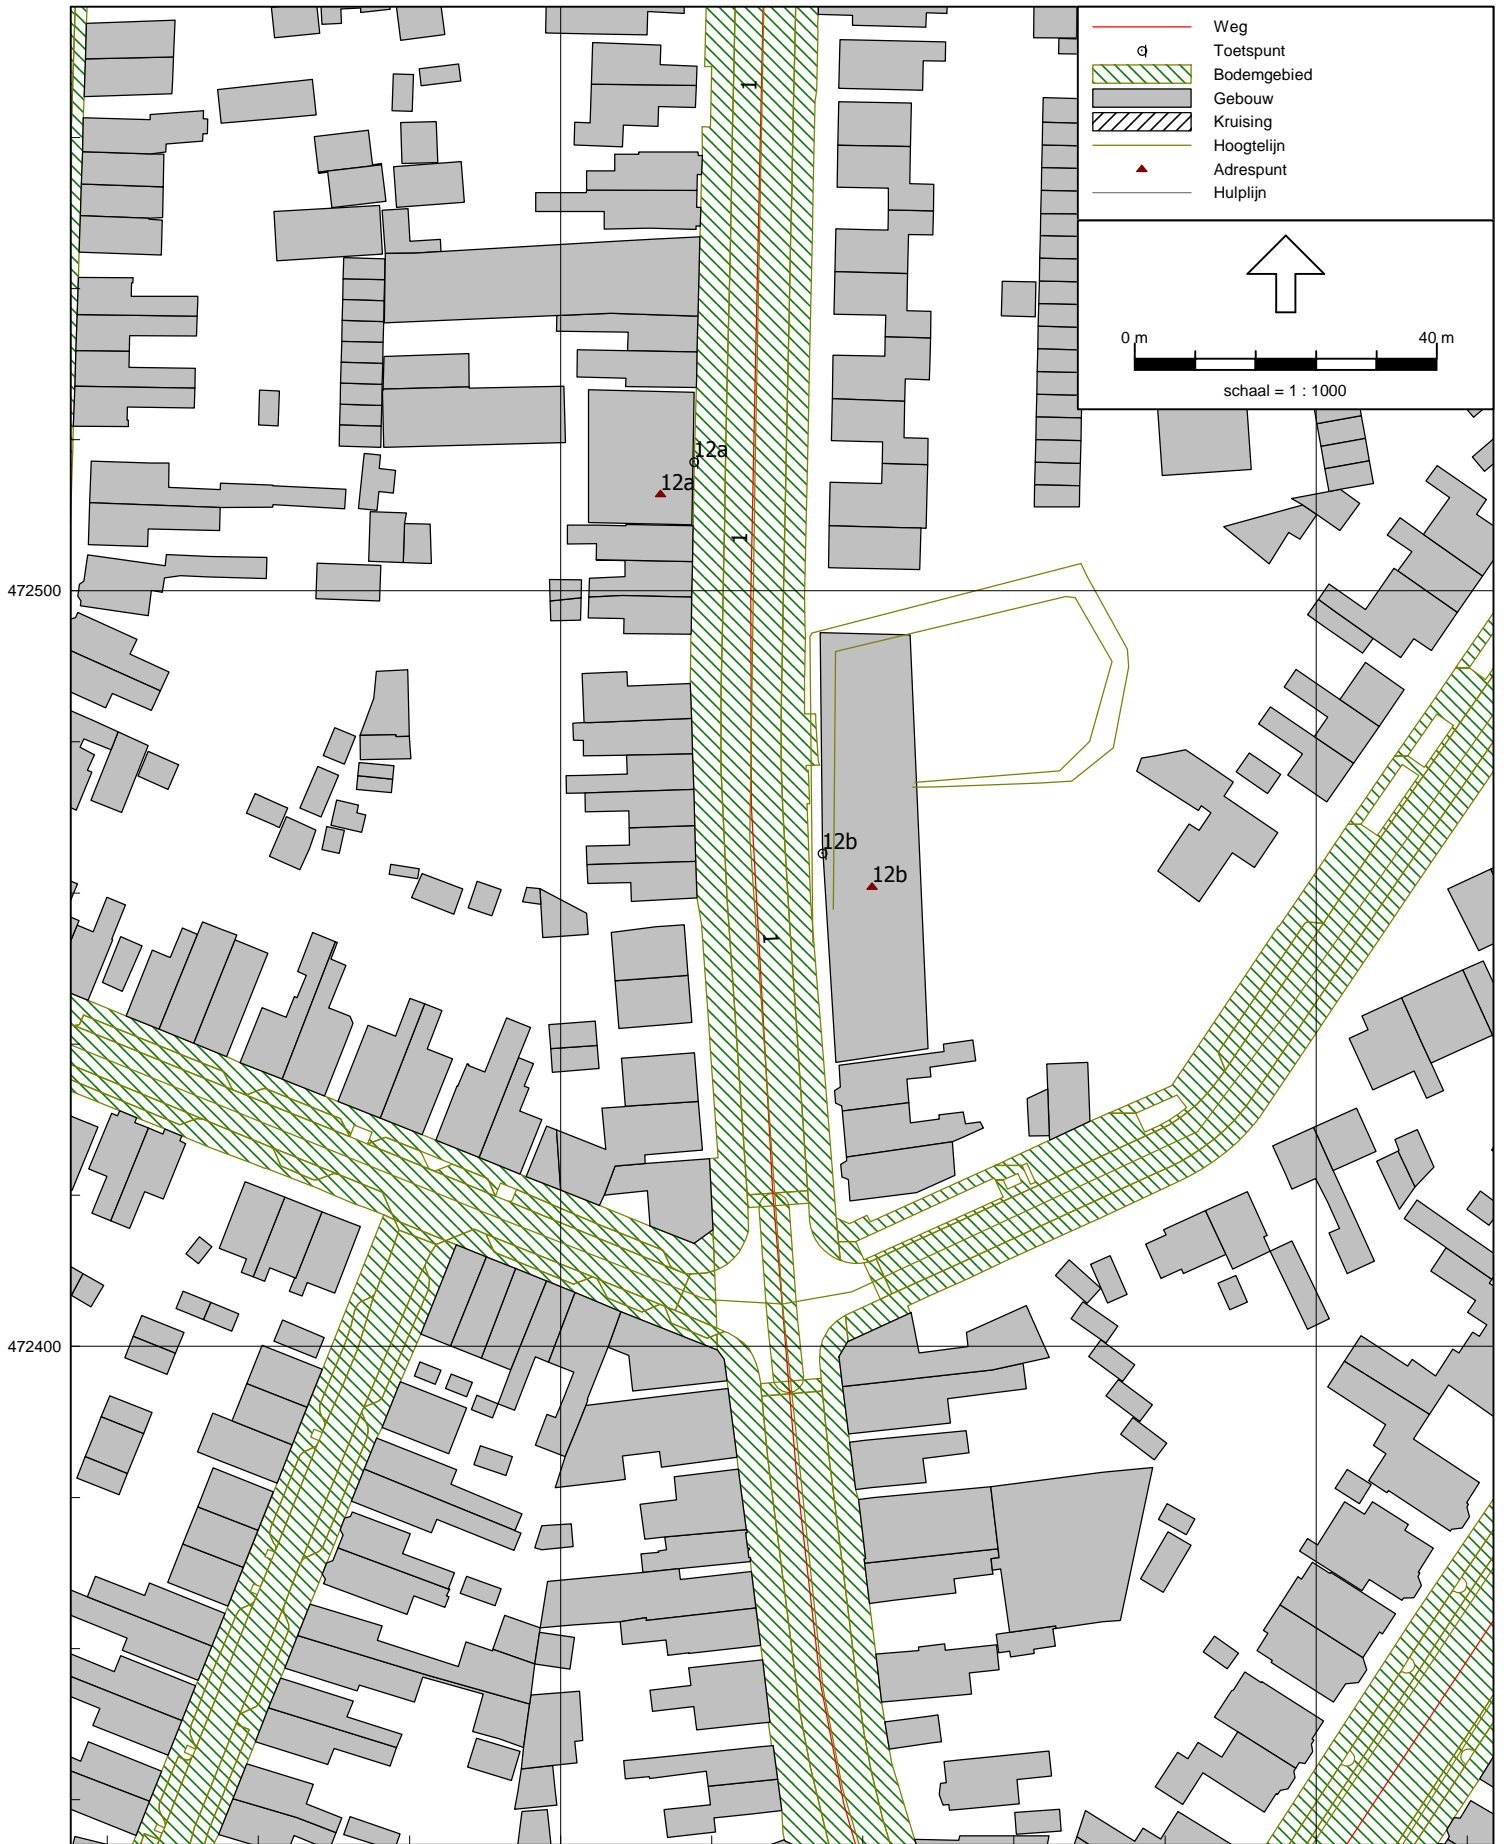 Weg
Toetspunt
Bodemgebied
Gebouw
Kruising
Hoogtelijn
Adrespunt
Hulplijn
0 m 40 m
schaal = 1 : 1000
1
12a
12a
1
472500
12b
12b
1
472400